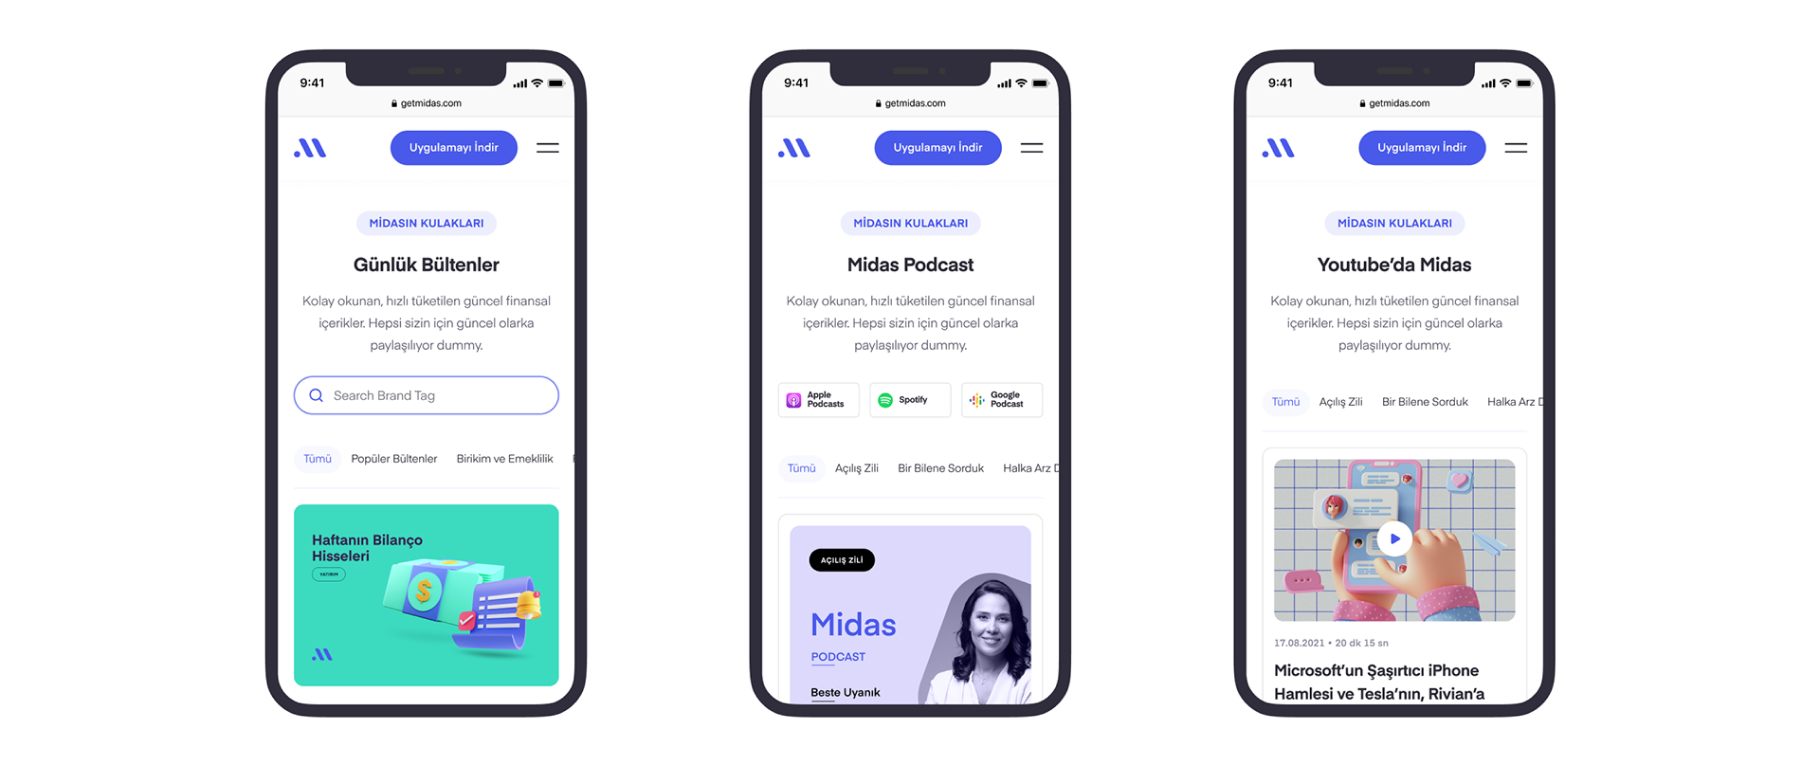 9:41
getmidas.com
Uygulamayı İndir
MİDASIN KULAKLARI
Günlük Bültenler
Kolay okunan, hızlı tüketilen güncel finansal
içerikler. Hepsi sizin için güncel olarka
paylaşılıyor dummy.
Search Brand Tag
Tümü Popüler Bültenler Birikim ve Emeklilik
Haftanın Bilanço
Hisseleri
YATIRIM
9:41
getmidas.com
Uygulamayı İndir
MİDASIN KULAKLARI
Midas Podcast
Kolay okunan, hızlı tüketilen güncel finansal
içerikler. Hepsi sizin için güncel olarka
paylaşılıyor dummy.
Apple
Podcasts
Spotify
Google
Podcast
Tümü Açılış Zili Bir Bilene Sorduk Halka Arz D
AÇILIŞ ZİLİ
Midas
PODCAST
Beste Uyanık
9:41
getmidas.com
Uygulamayı İndir
MİDASIN KULAKLARI
Youtube’da Midas
Kolay okunan, hızlı tüketilen güncel finansal
içerikler. Hepsi sizin için güncel olarka
paylaşılıyor dummy.
Tümü Açılış Zili Bir Bilene Sorduk Halka Arz D
17.08.2021 • 20 dk 15 sn
Microsoft’un Şaşırtıcı iPhone
Hamlesi ve Tesla’nın, Rivian’a